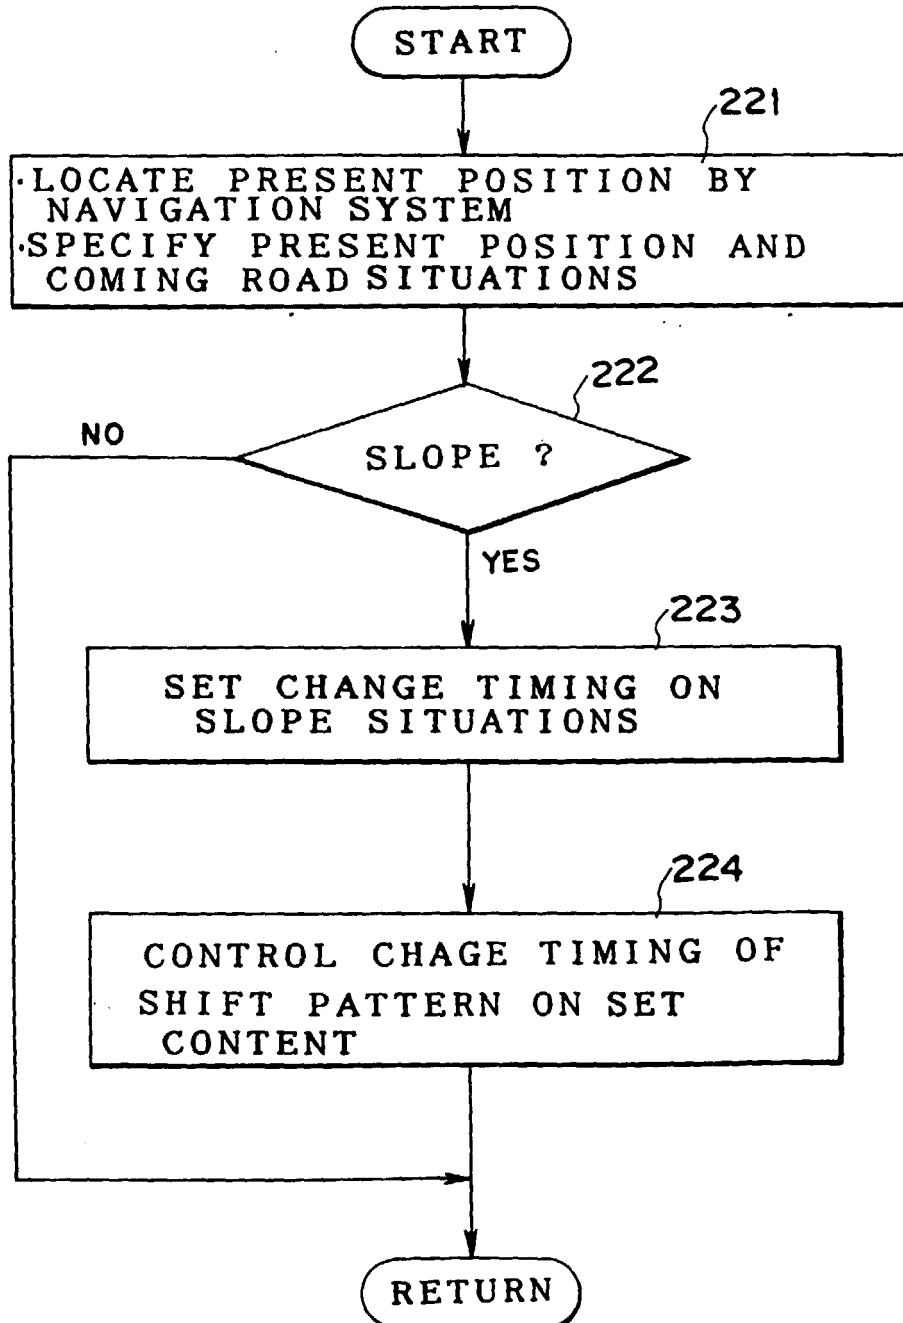 START
221
·LOCATE PRESENT POSITION BY
NAVIGATION SYSTEM
·SPECIFY PRESENT POSITION AND
COMING ROAD SITUATIONS
222
NO
SLOPE ?
YES
223
SET CHANGE TIMING ON
SLOPE SITUATIONS
224
CONTROL CHAGE TIMING OF
SHIFT PATTERN ON SET
CONTENT
RETURN